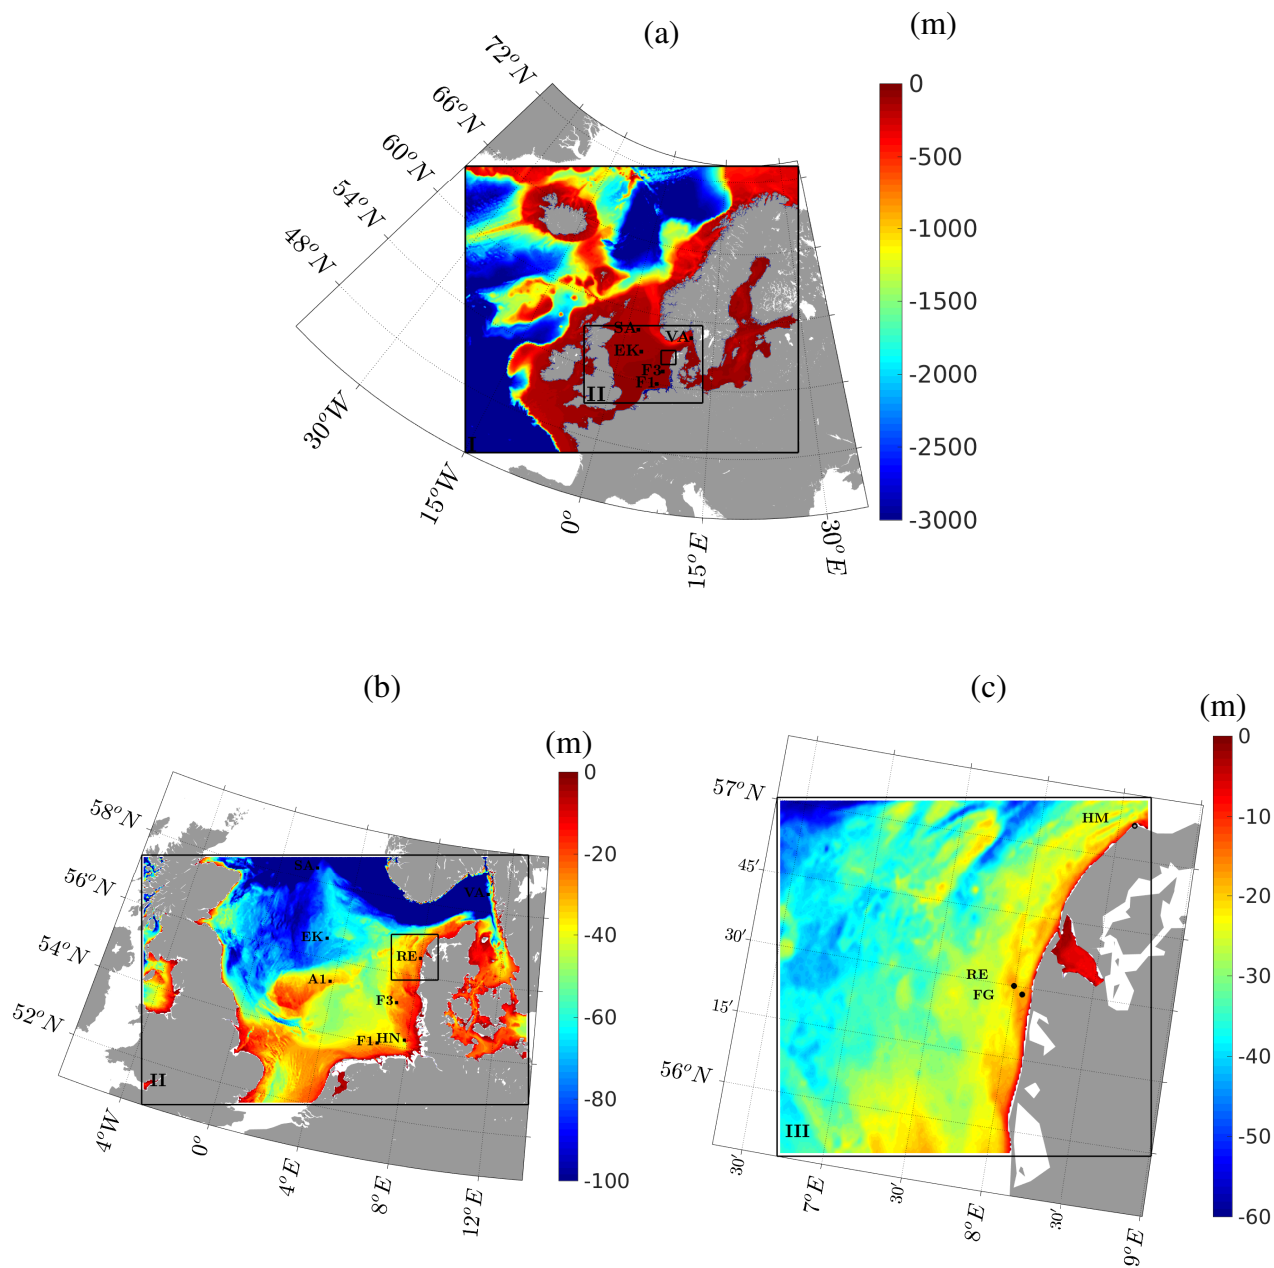 (a)
(m)
72°N
66°N
60°N
54°N
48°N
30°W
15°W
0°
15°E
30°E
SA
VA
EK
F3
F1
II
I
0
-500
-1000
-1500
-2000
-2500
-3000
(b)
(m)
58°N
56°N
54°N
52°N
4°W
0°
4°E
8°E
12°E
SA
VA
EK
RE
A1
F3
F1
HN
II
0
-20
-40
-60
-80
-100
(c)
(m)
57°N
45′
30′
15′
56°N
30′
7°E
30′
8°E
30′
9°E
HM
RE
FG
III
0
-10
-20
-30
-40
-50
-60